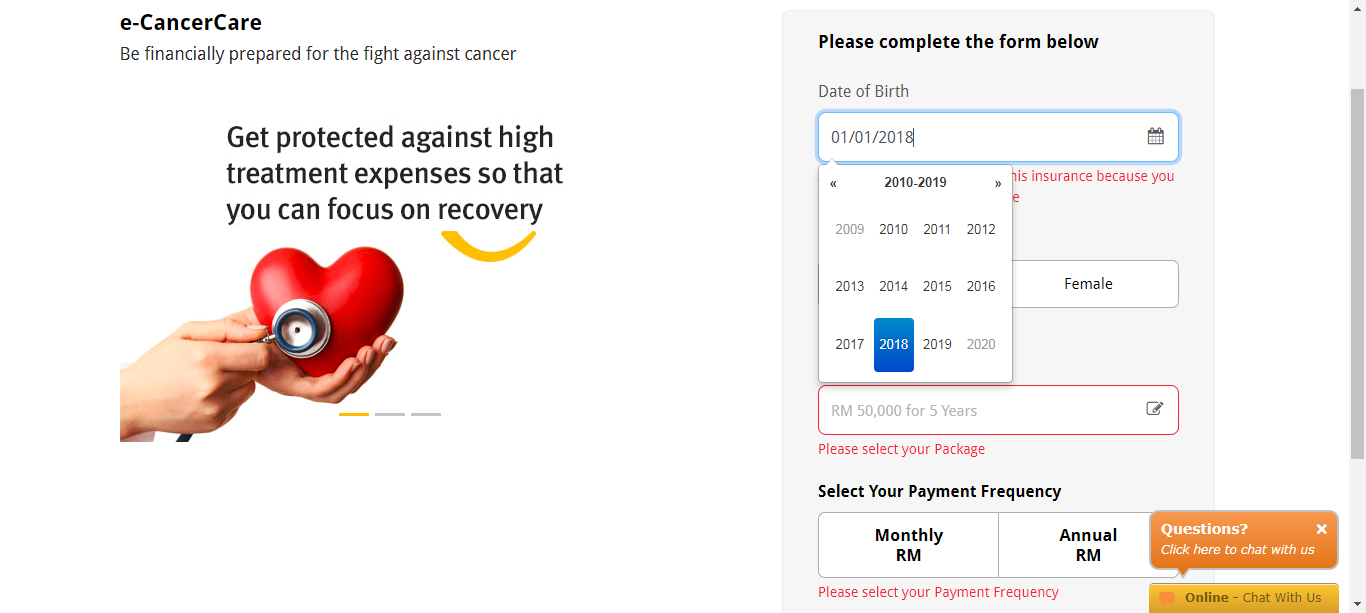 e-CancerCare
Be financially prepared for the fight against cancer
Get protected against high
treatment expenses so that
you can focus on recovery
Please complete the form below
Date of Birth
01/01/2018
his insurance because you
e
« 2010-2019 »
2009 2010 2011 2012
2013 2014 2015 2016
2017 2018 2019 2020
Female
RM 50,000 for 5 Years
Please select your Package
Select Your Payment Frequency
Monthly Annual
RM RM
Please select your Payment Frequency
Questions? ×
Click here to chat with us
Online - Chat With Us